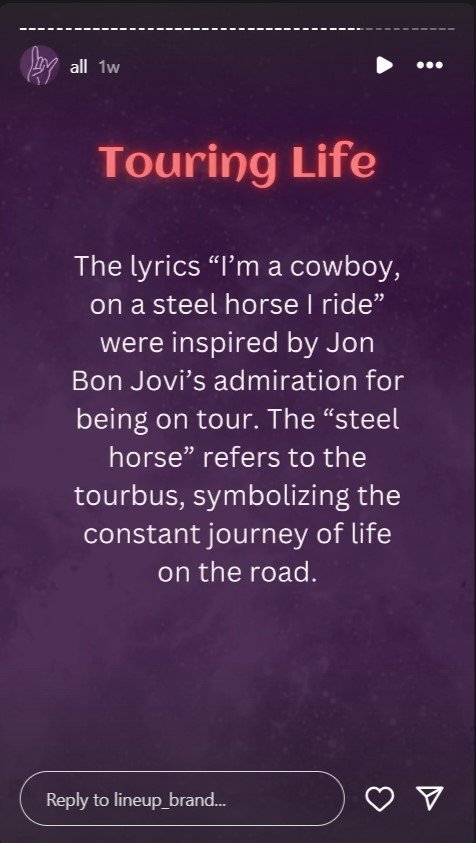 all 1w
Touring Life
The lyrics “I’m a cowboy,
on a steel horse I ride”
were inspired by Jon
Bon Jovi’s admiration for
being on tour. The “steel
horse” refers to the
tourbus, symbolizing the
constant journey of life
on the road.
Reply to lineup_brand...